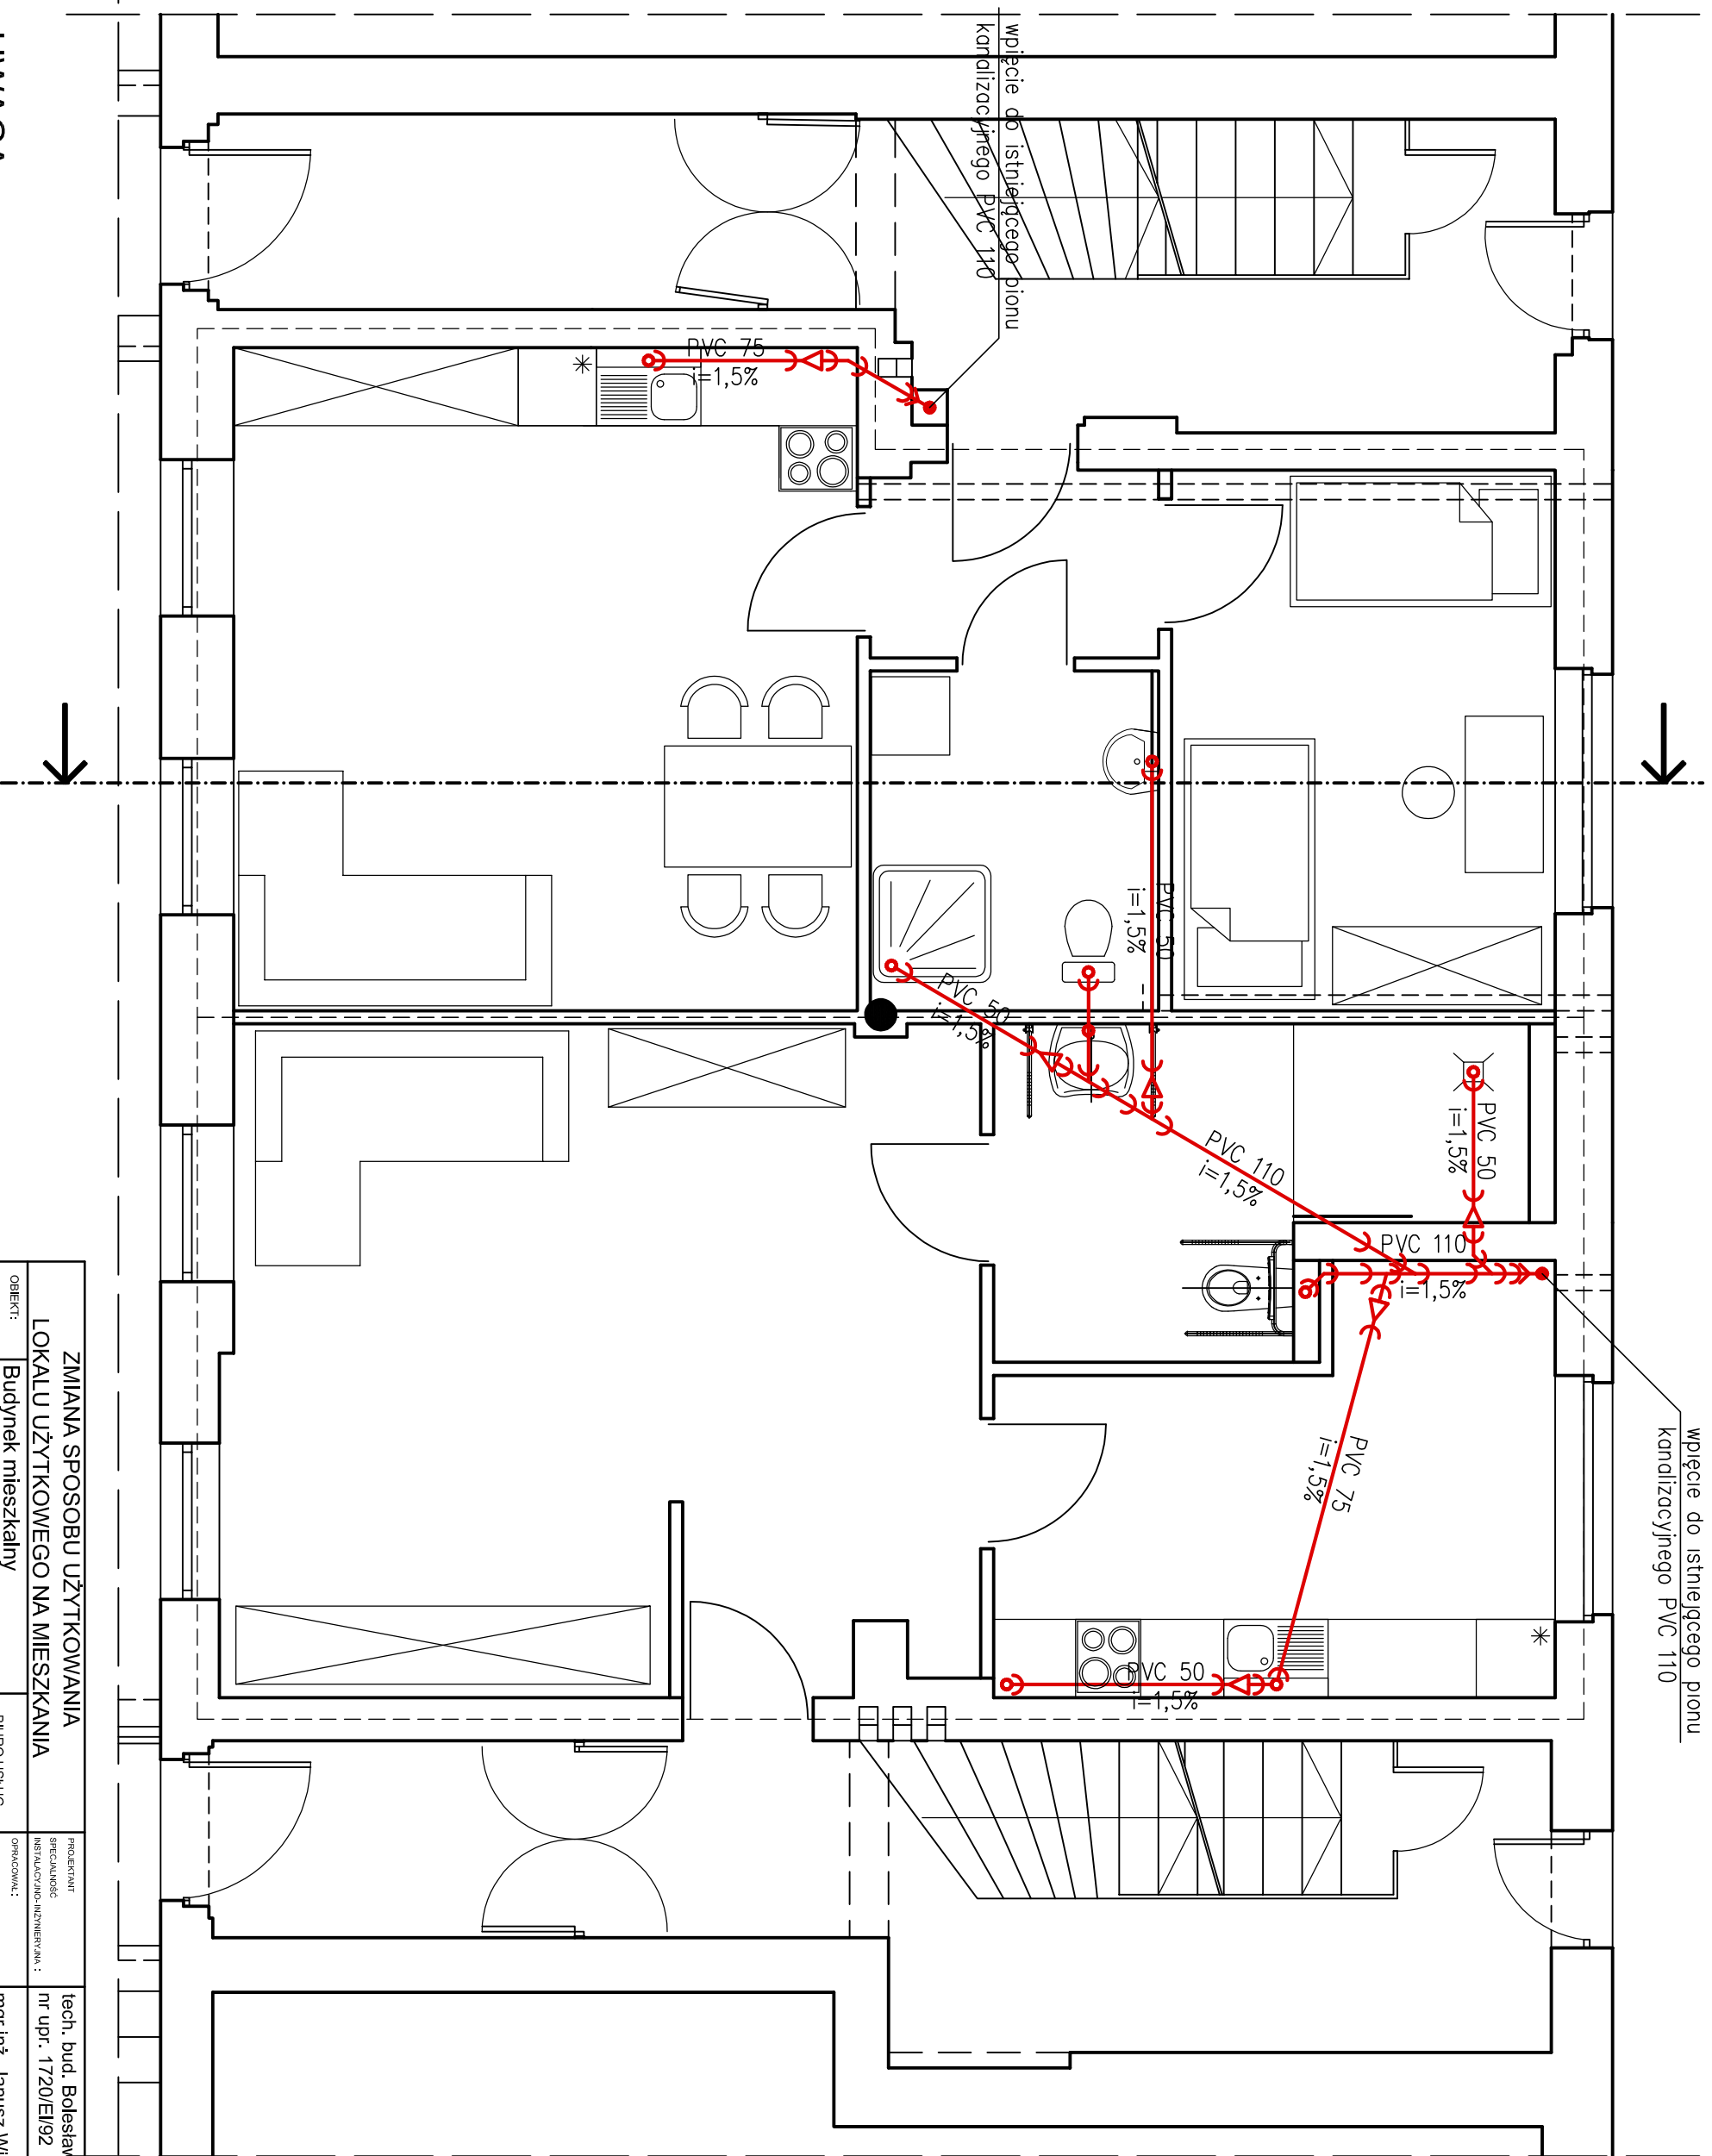 wpięcie do istniejącego pionu
kanalizacyjnego PVC 110
wpięcie do istniejącego pionu
kanalizacyjnego PVC 110
PVC 75
i=1,5%
PVC 50
i=1,5%
PVC 50
i=1,5%
PVC 110
i=1,5%
PVC 50
i=1,5%
PVC 110
i=1,5%
PVC 75
i=1,5%
PVC 50
i=1,5%
ZMIANA SPOSOBU UŻYTKOWANIA
LOKALU UŻYTKOWEGO NA MIESZKANIA
OBIEKT:
Budynek mieszkalny
PROJEKTANT
SPECJALNOŚĆ
INSTALACYJNO-INŻYNIERYJNA :
tech. bud. Bolesław
nr upr. 1720/El/92
OPRACOWAŁ: